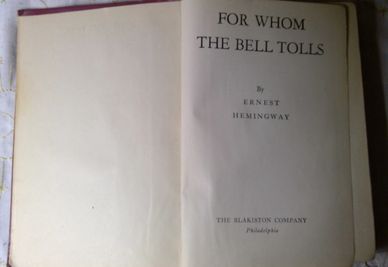 FOR WHOM
THE BELL TOLLS
By
ERNEST
HEMINGWAY
THE BLAKISTON COMPANY
Philadelphia